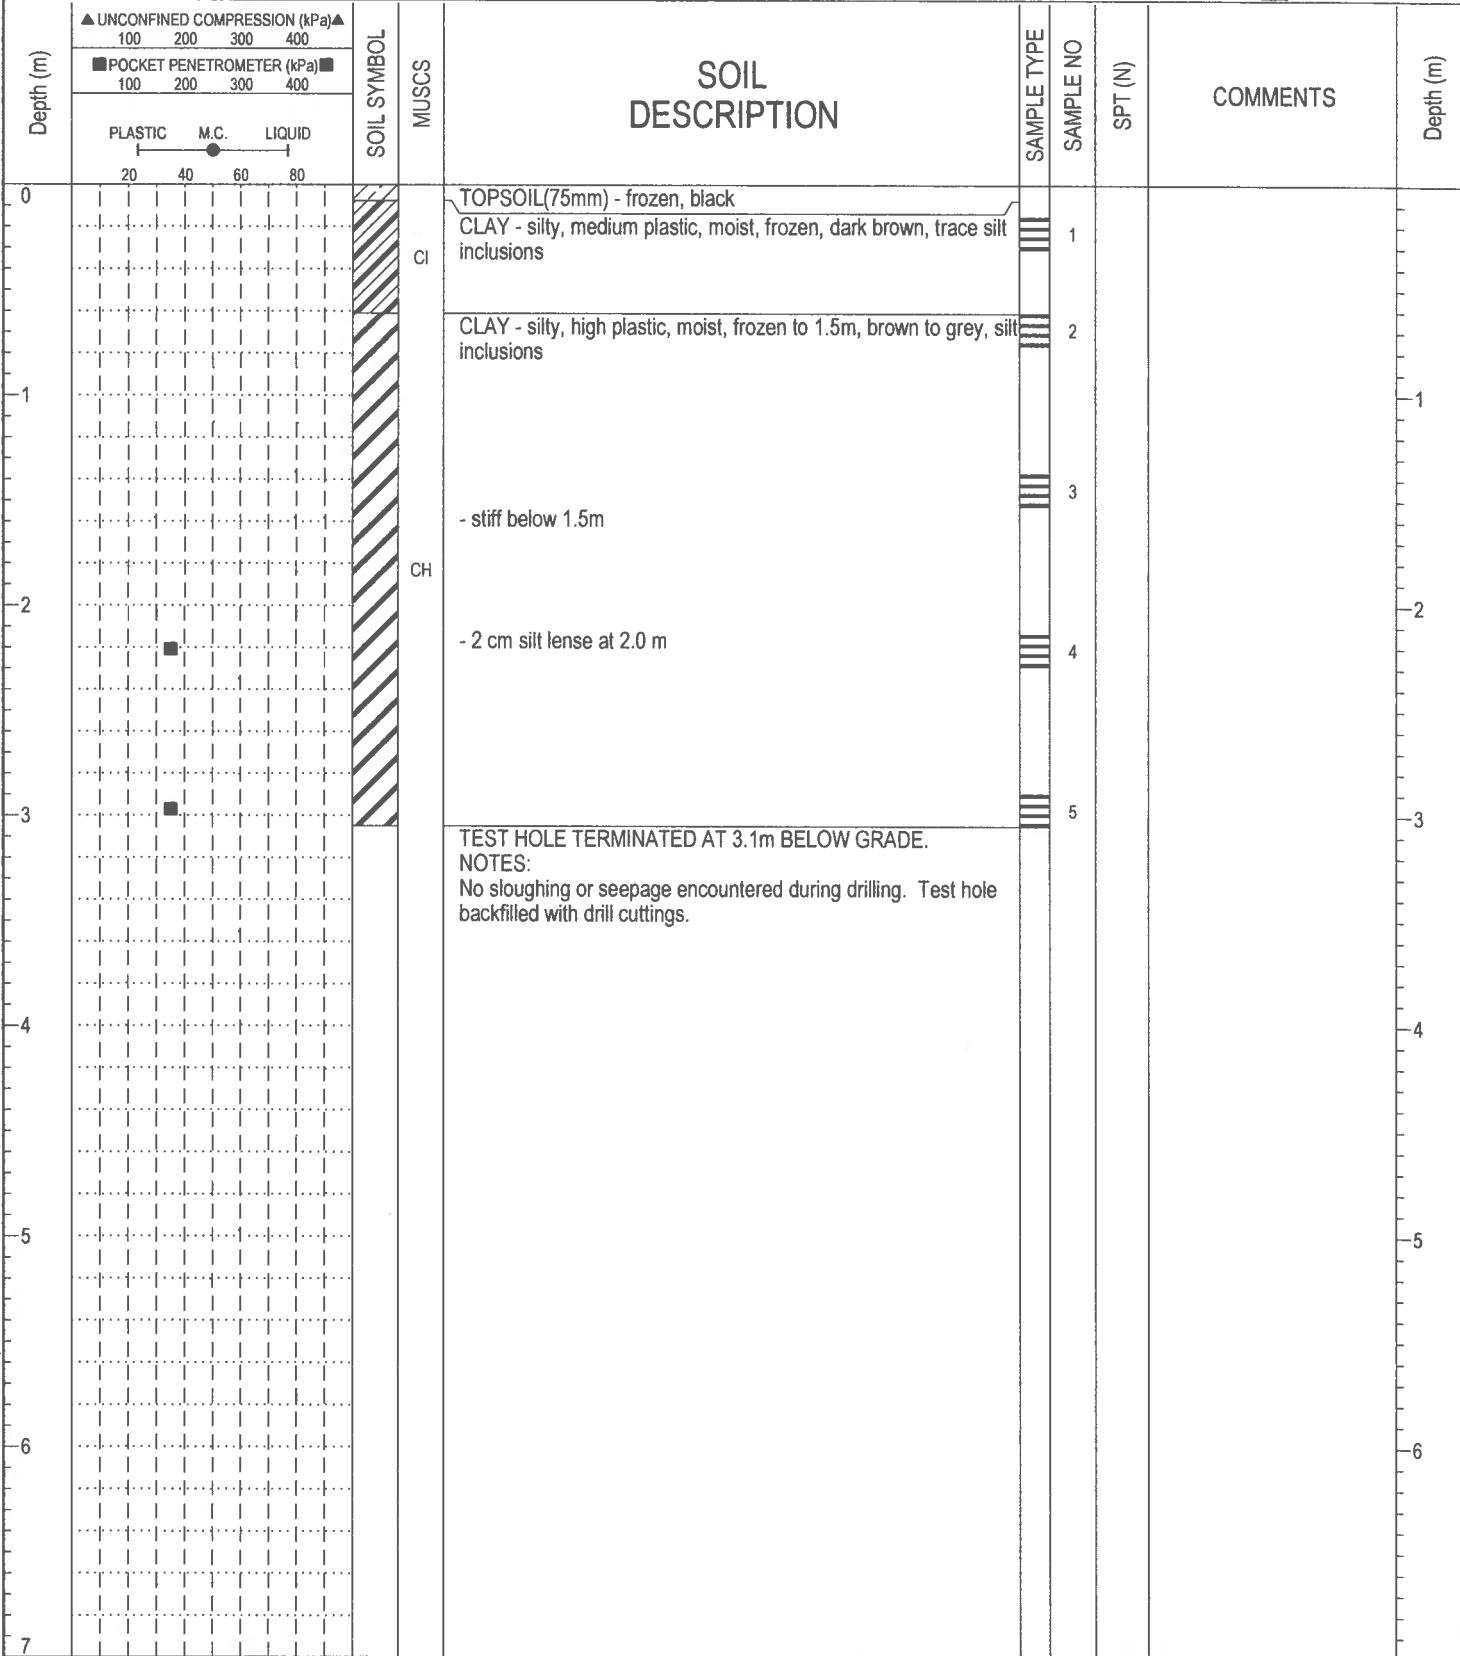 ▲ UNCONFINED COMPRESSION (kPa) ▲
100 200 300 400
■ POCKET PENETROMETER (kPa) ■
100 200 300 400
PLASTIC M.C. LIQUID
20 40 60 80
Depth (m)
SOIL SYMBOL
MUSCS
SOIL
DESCRIPTION
SAMPLE TYPE
SAMPLE NO
SPT (N)
COMMENTS
Depth (m)
0
TOPSOIL(75mm) - frozen, black
CLAY - silty, medium plastic, moist, frozen, dark brown, trace silt
inclusions
CI
1
CLAY - silty, high plastic, moist, frozen to 1.5m, brown to grey, silt
inclusions
2
1
1
3
- stiff below 1.5m
CH
2
2
- 2 cm silt lense at 2.0 m
4
3
5
3
TEST HOLE TERMINATED AT 3.1m BELOW GRADE.
NOTES:
No sloughing or seepage encountered during drilling. Test hole
backfilled with drill cuttings.
4
4
5
5
6
6
7